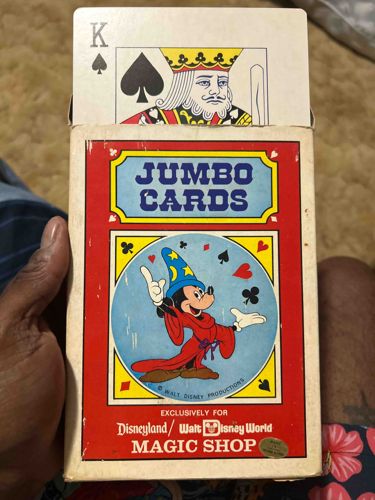 K
JUMBO
CARDS
© WALT DISNEY PRODUCTIONS
EXCLUSIVELY FOR
Disneyland/ Walt Disney World
MAGIC SHOP